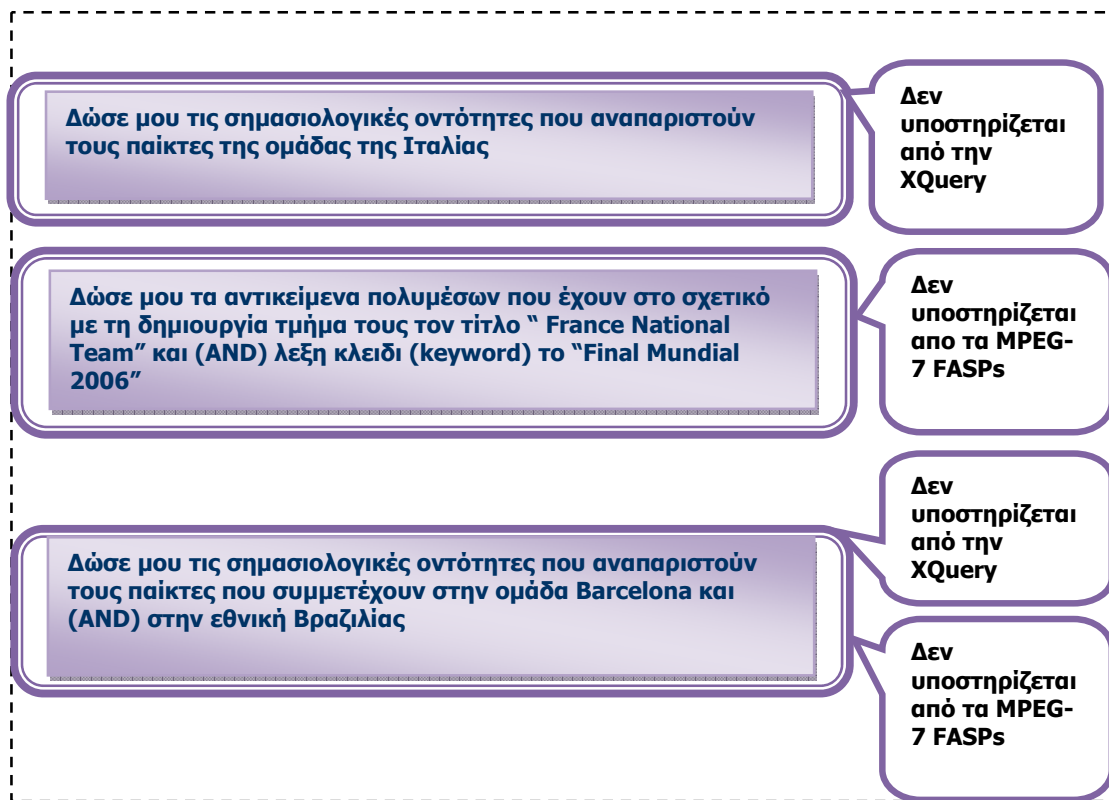 Δώσε μου τις σημασιολογικές οντότητες που αναπαριστούν
τους παίκτες της ομάδας της Ιταλίας
Δεν
υποστηρίζεται
από την
XQuery
Δώσε μου τα αντικείμενα πολυμέσων που έχουν στο σχετικό
με τη δημιουργία τμήμα τους τον τίτλο “ France National
Team” και (AND) λεξη κλειδι (keyword) το “Final Mundial
2006”
Δεν
υποστηρίζεται
απο τα MPEG-
7 FASPs
Δώσε μου τις σημασιολογικές οντότητες που αναπαριστούν
τους παίκτες που συμμετέχουν στην ομάδα Barcelona και
(AND) στην εθνική Βραζιλίας
Δεν
υποστηρίζεται
από την
XQuery
Δεν
υποστηρίζεται
από τα MPEG-
7 FASPs